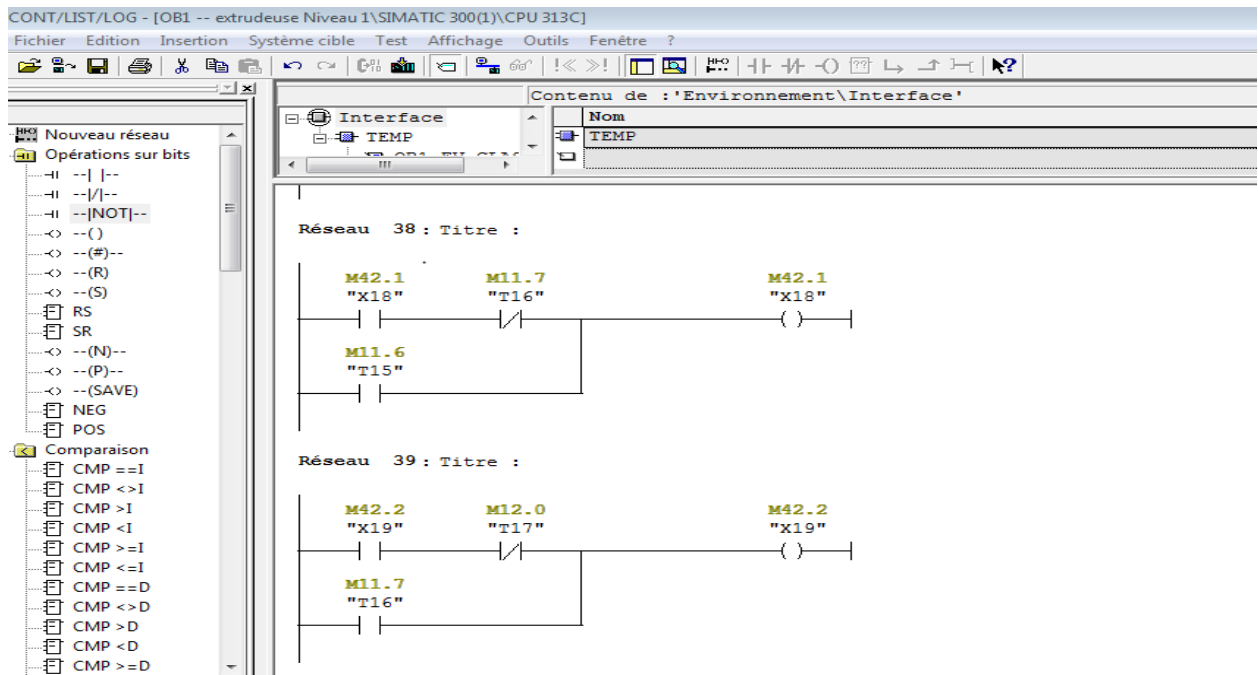 CONT/LIST/LOG - [OB1 -- extrudeuse Niveau 1\SIMATIC 300(1)\CPU 313C]
Fichier Edition Insertion Système cible Test Affichage Outils Fenêtre ?
Contenu de :'Environnement\Interface'
Interface
TEMP
Nom
TEMP
Nouveau réseau
Opérations sur bits
--| |--
--|/|--
--|NOT|--
--( )
--(#)--
--(R)
--(S)
RS
SR
--(N)--
--(P)--
--(SAVE)
NEG
POS
Comparaison
CMP ==I
CMP <>I
CMP >I
CMP <I
CMP >=I
CMP <=I
CMP ==D
CMP <>D
CMP >D
CMP <D
CMP >=D
Réseau 38 : Titre :
M42.1 M11.7 M42.1
"X18" "T16" "X18"
M11.6
"T15"
Réseau 39 : Titre :
M42.2 M12.0 M42.2
"X19" "T17" "X19"
M11.7
"T16"